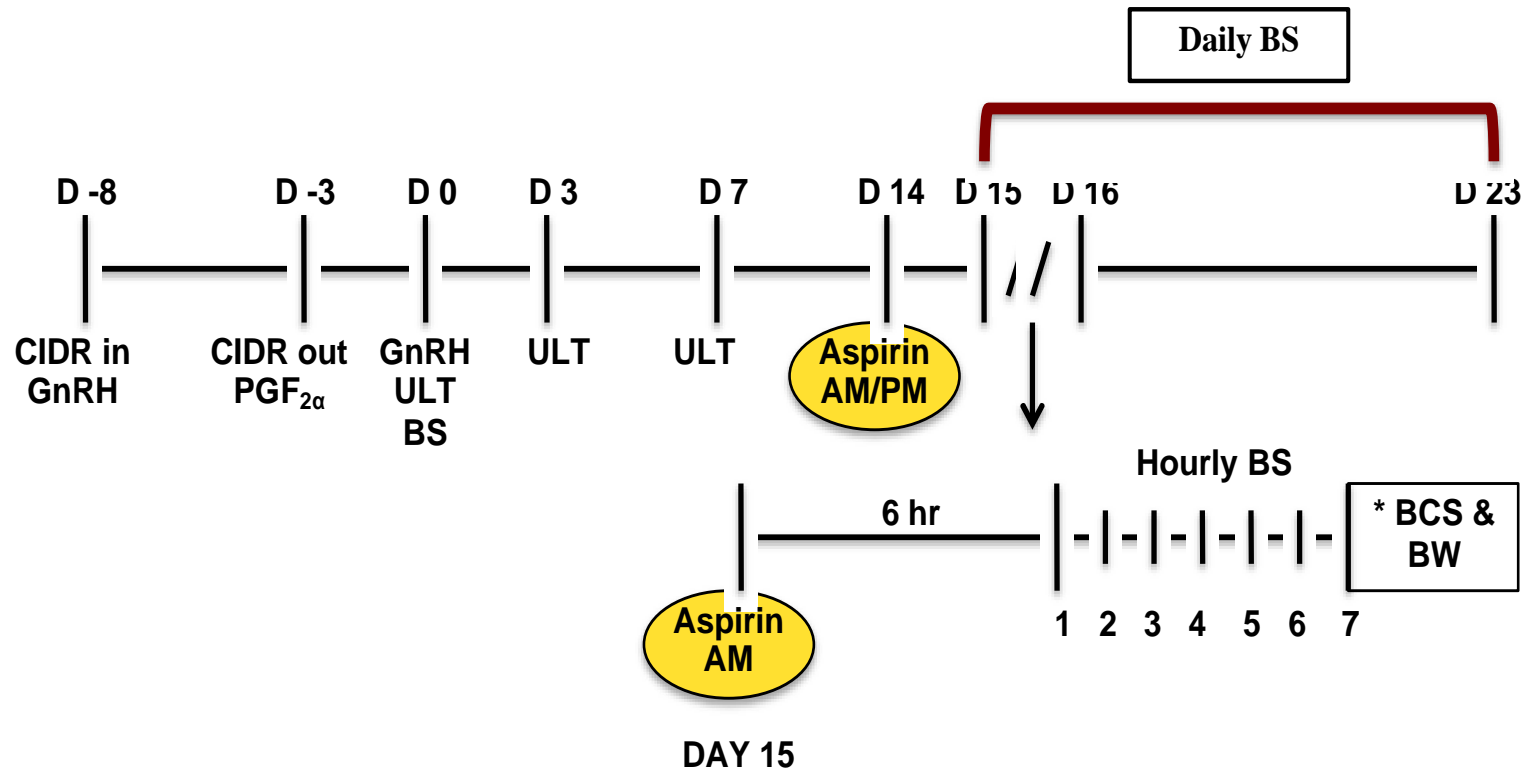 Daily BS
D -8 D -3 D 0 D 3 D 7 D 14 D 15 D 16 D 23
CIDR in CIDR out GnRH ULT ULT Aspirin
GnRH PGF2α ULT AM/PM
BS
Hourly BS
6 hr
* BCS &
BW
1 2 3 4 5 6 7
Aspirin
AM
DAY 15